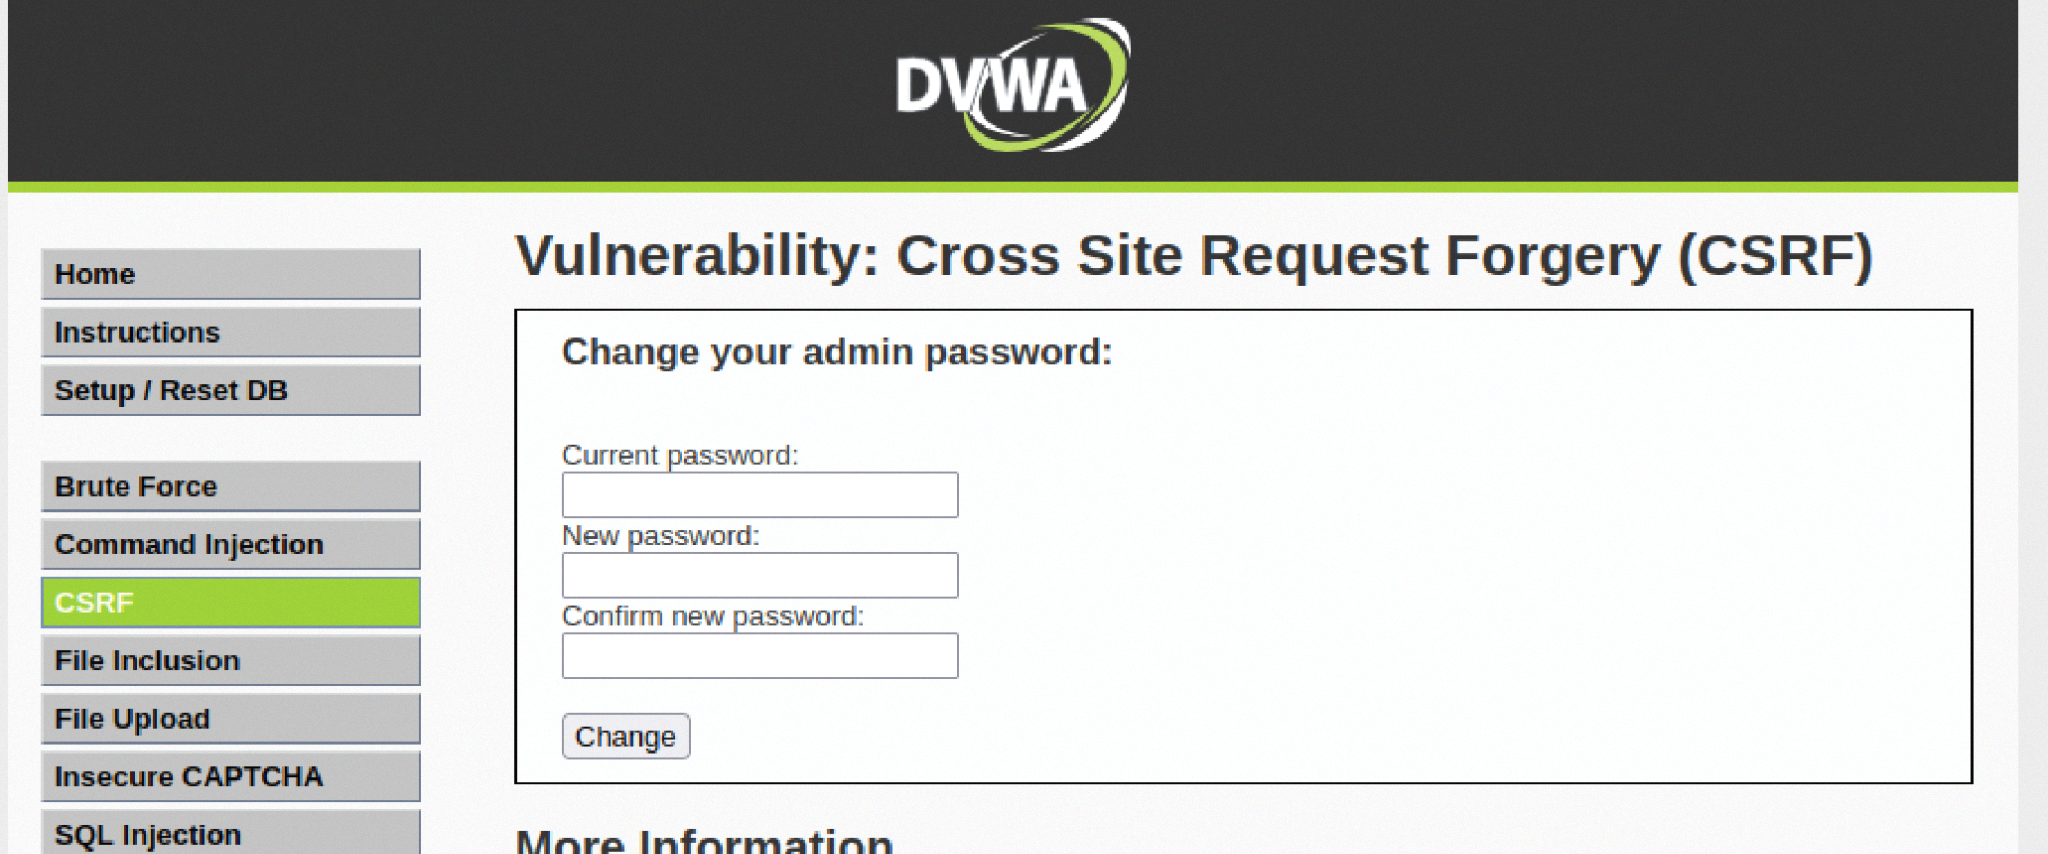 DVWA
Home
Instructions
Setup / Reset DB
Brute Force
Command Injection
CSRF
File Inclusion
File Upload
Insecure CAPTCHA
SQL Injection
Vulnerability: Cross Site Request Forgery (CSRF)
Change your admin password:
Current password:
New password:
Confirm new password:
Change
More Information